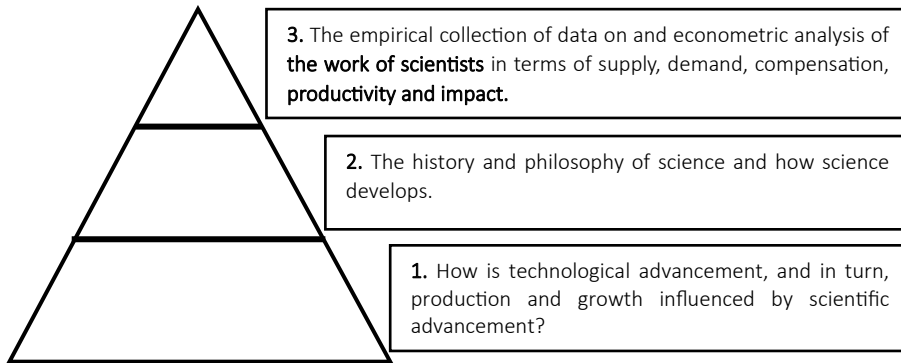 3. The empirical collection of data on and econometric analysis of
the work of scientists in terms of supply, demand, compensation,
productivity and impact.
2. The history and philosophy of science and how science
develops.
1. How is technological advancement, and in turn,
production and growth influenced by scientific
advancement?